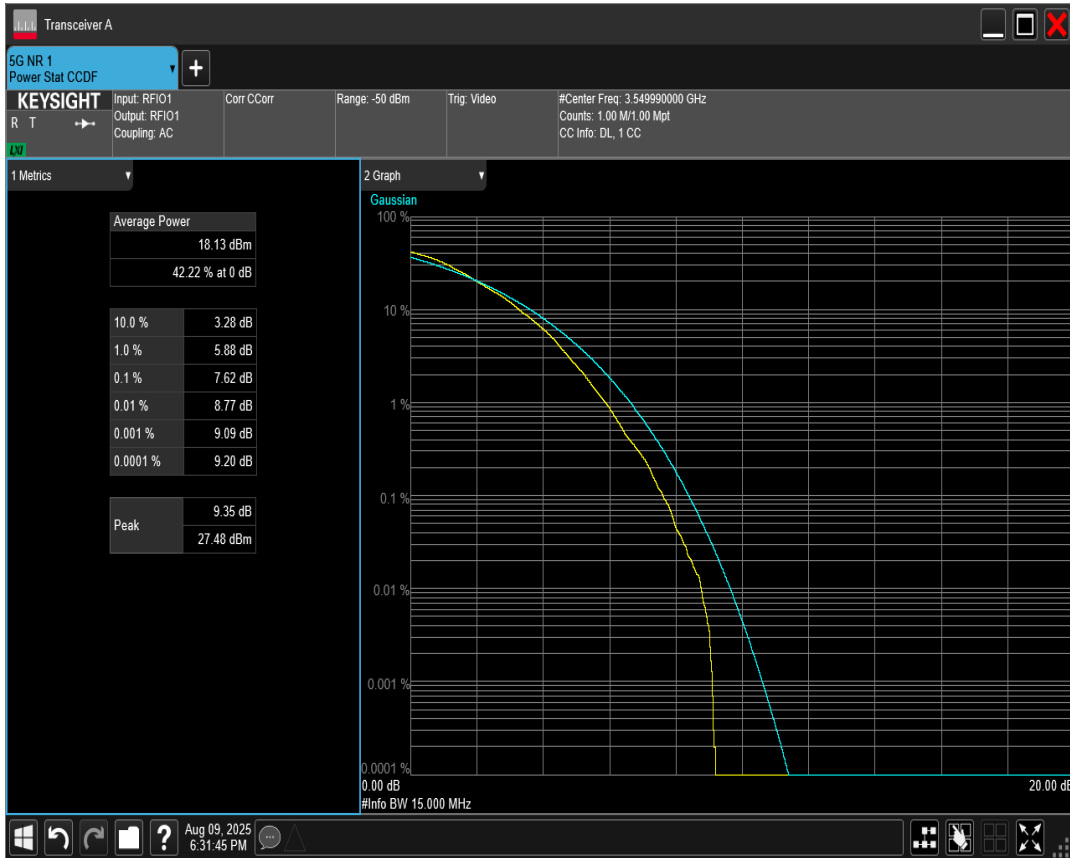 Transceiver A
5G NR 1
Power Stat CCDF
+
KEYSIGHT
R T
LXI
Input: RFIO1
Output: RFIO1
Coupling: AC
Corr CCorr
Range: -50 dBm
Trig: Video
#Center Freq: 3.549990000 GHz
Counts: 1.00 M/1.00 Mpt
CC Info: DL, 1 CC
1 Metrics
Average Power
18.13 dBm
42.22 % at 0 dB
10.0 % 3.28 dB
1.0 % 5.88 dB
0.1 % 7.62 dB
0.01 % 8.77 dB
0.001 % 9.09 dB
0.0001 % 9.20 dB
Peak
9.35 dB
27.48 dBm
2 Graph
Gaussian
100 %
10 %
1 %
0.1 %
0.01 %
0.001 %
0.0001 %
0.00 dB
20.00 dB
#Info BW 15.000 MHz
?
Aug 09, 2025
6:31:45 PM